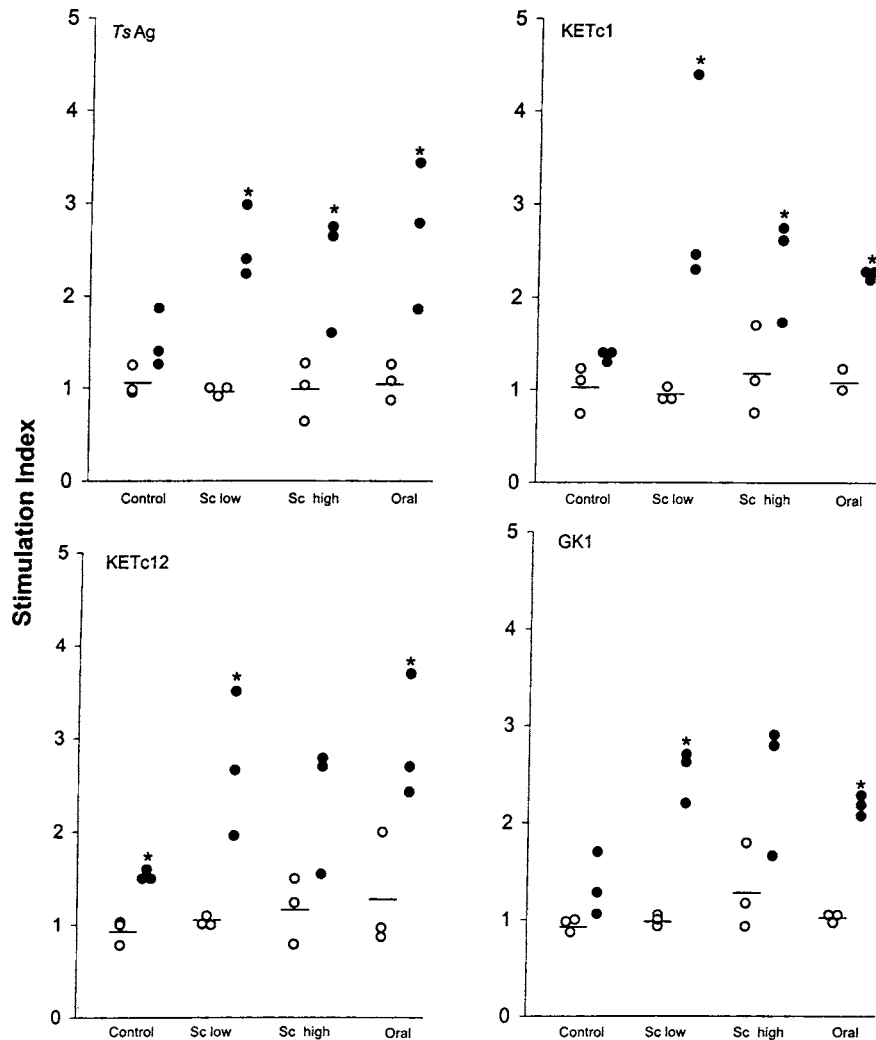 Stimulation Index
TsAg
5
4
3
2
1
0
Control Sc low Sc high Oral
* * *
KETc1
5
4
3
2
1
0
Control Sc low Sc high Oral
* * *
KETc12
5
4
3
2
1
0
Control Sc low Sc high Oral
* * *
GK1
5
4
3
2
1
0
Control Sc low Sc high Oral
* *